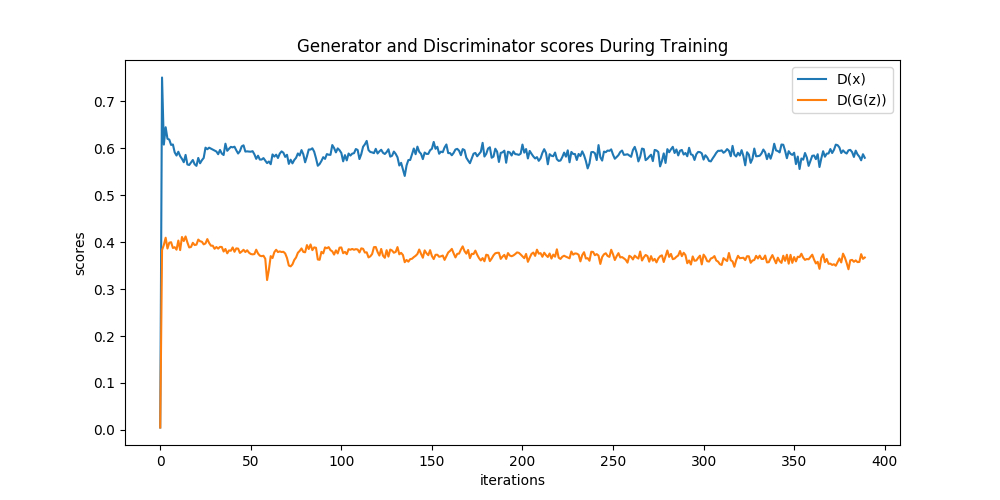 Generator and Discriminator scores During Training
D(x)
D(G(z))
scores
0.7
0.6
0.5
0.4
0.3
0.2
0.1
0.0
0 50 100 150 200 250 300 350 400
iterations